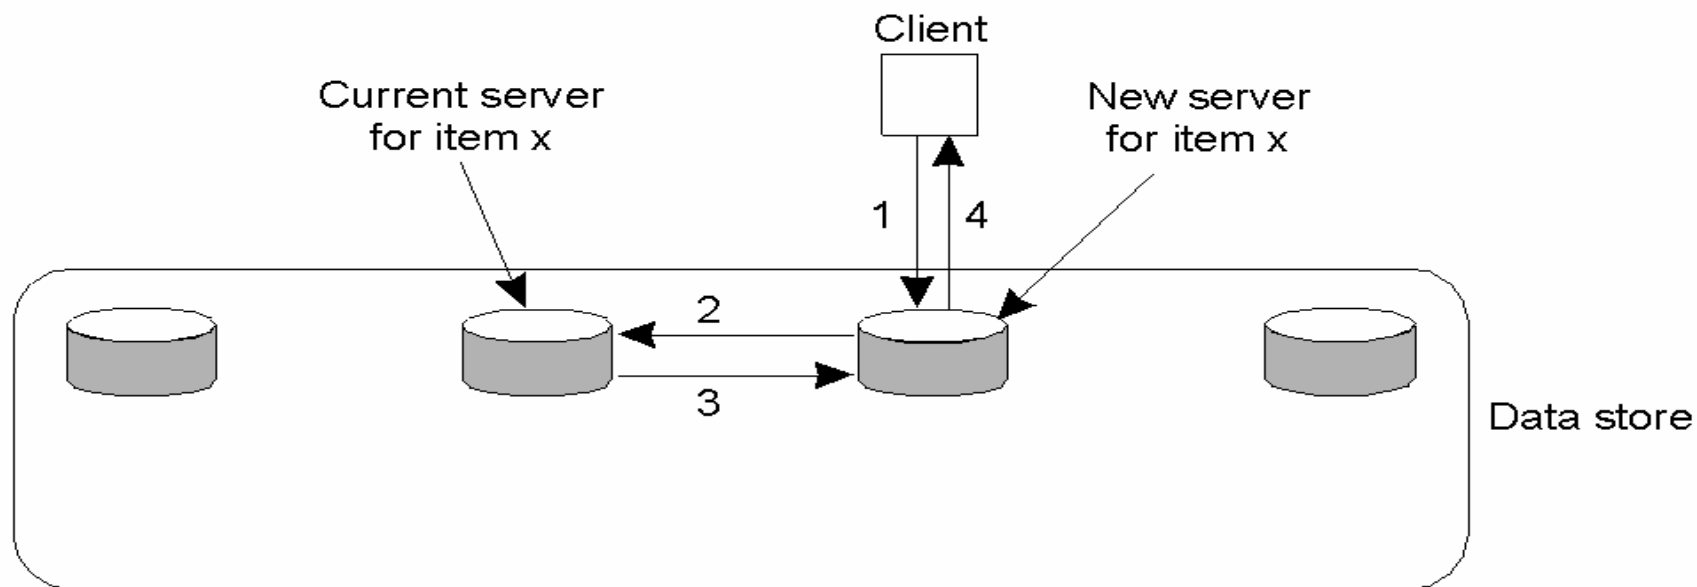 Client
Current server
for item x
New server
for item x
1
4
2
3
Data store